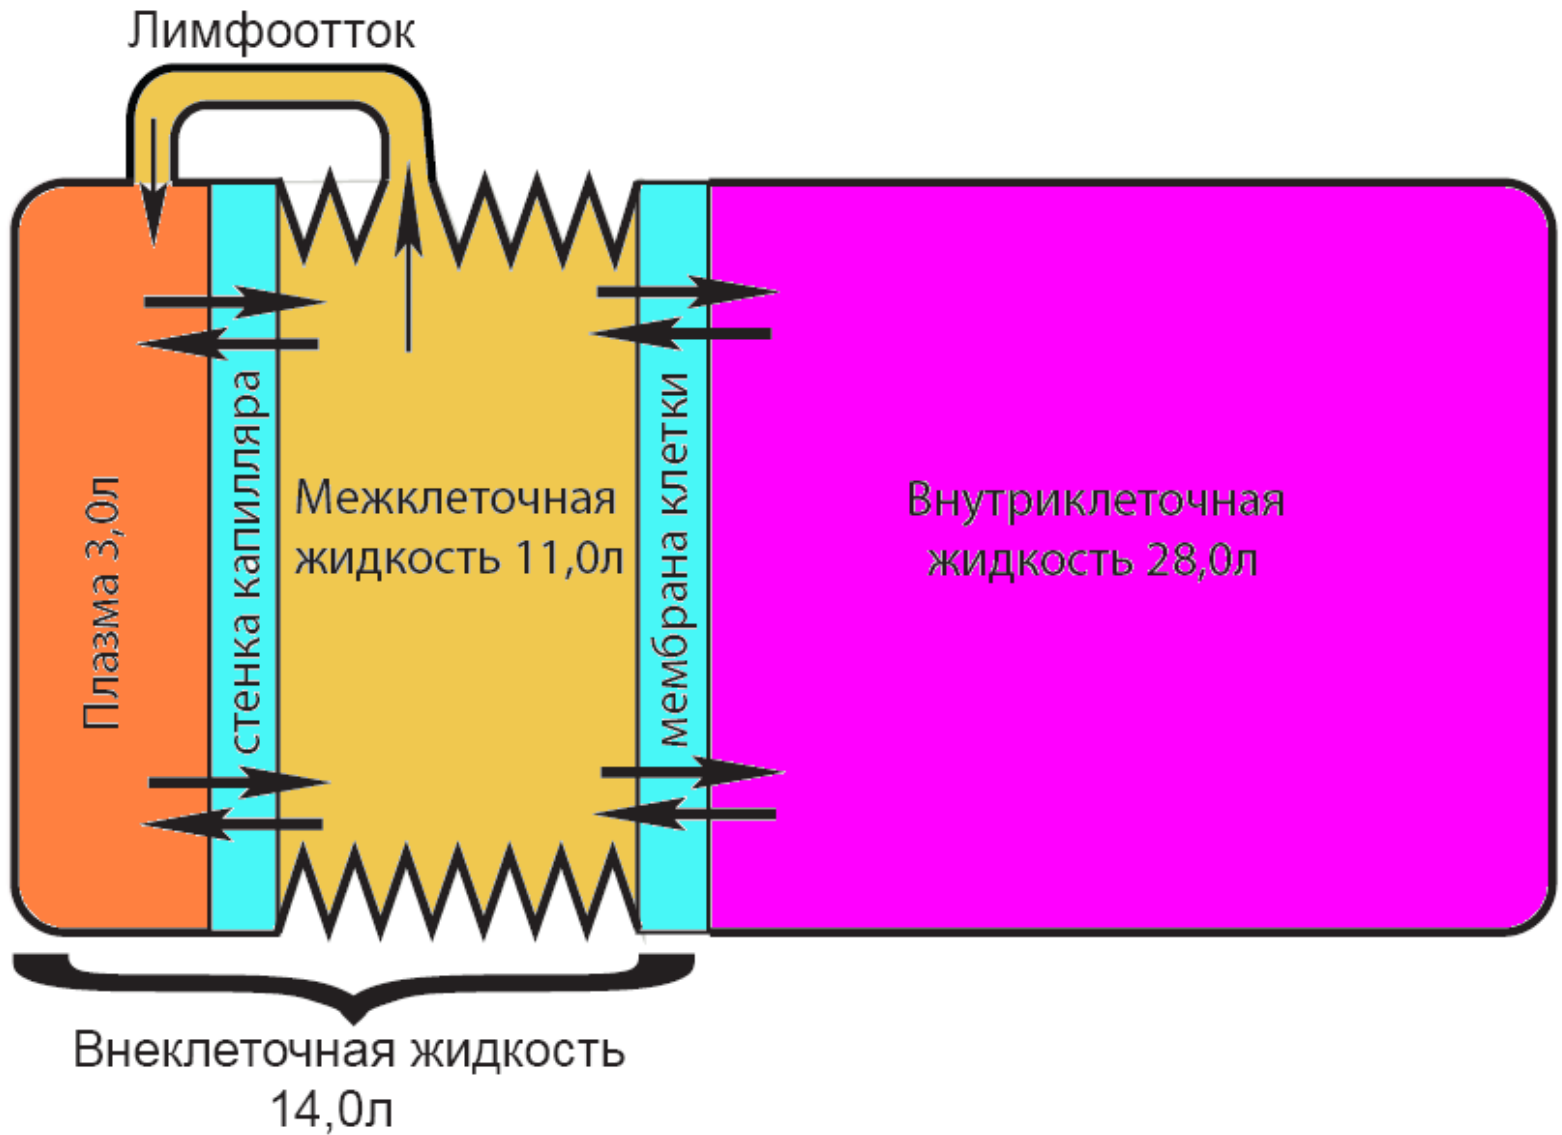 Лимфоотток
Плазма 3,0л
стенка капилляра
Межклеточная
жидкость 11,0л
мембрана клетки
Внутриклеточная
жидкость 28,0л
Внеклеточная жидкость
14,0л